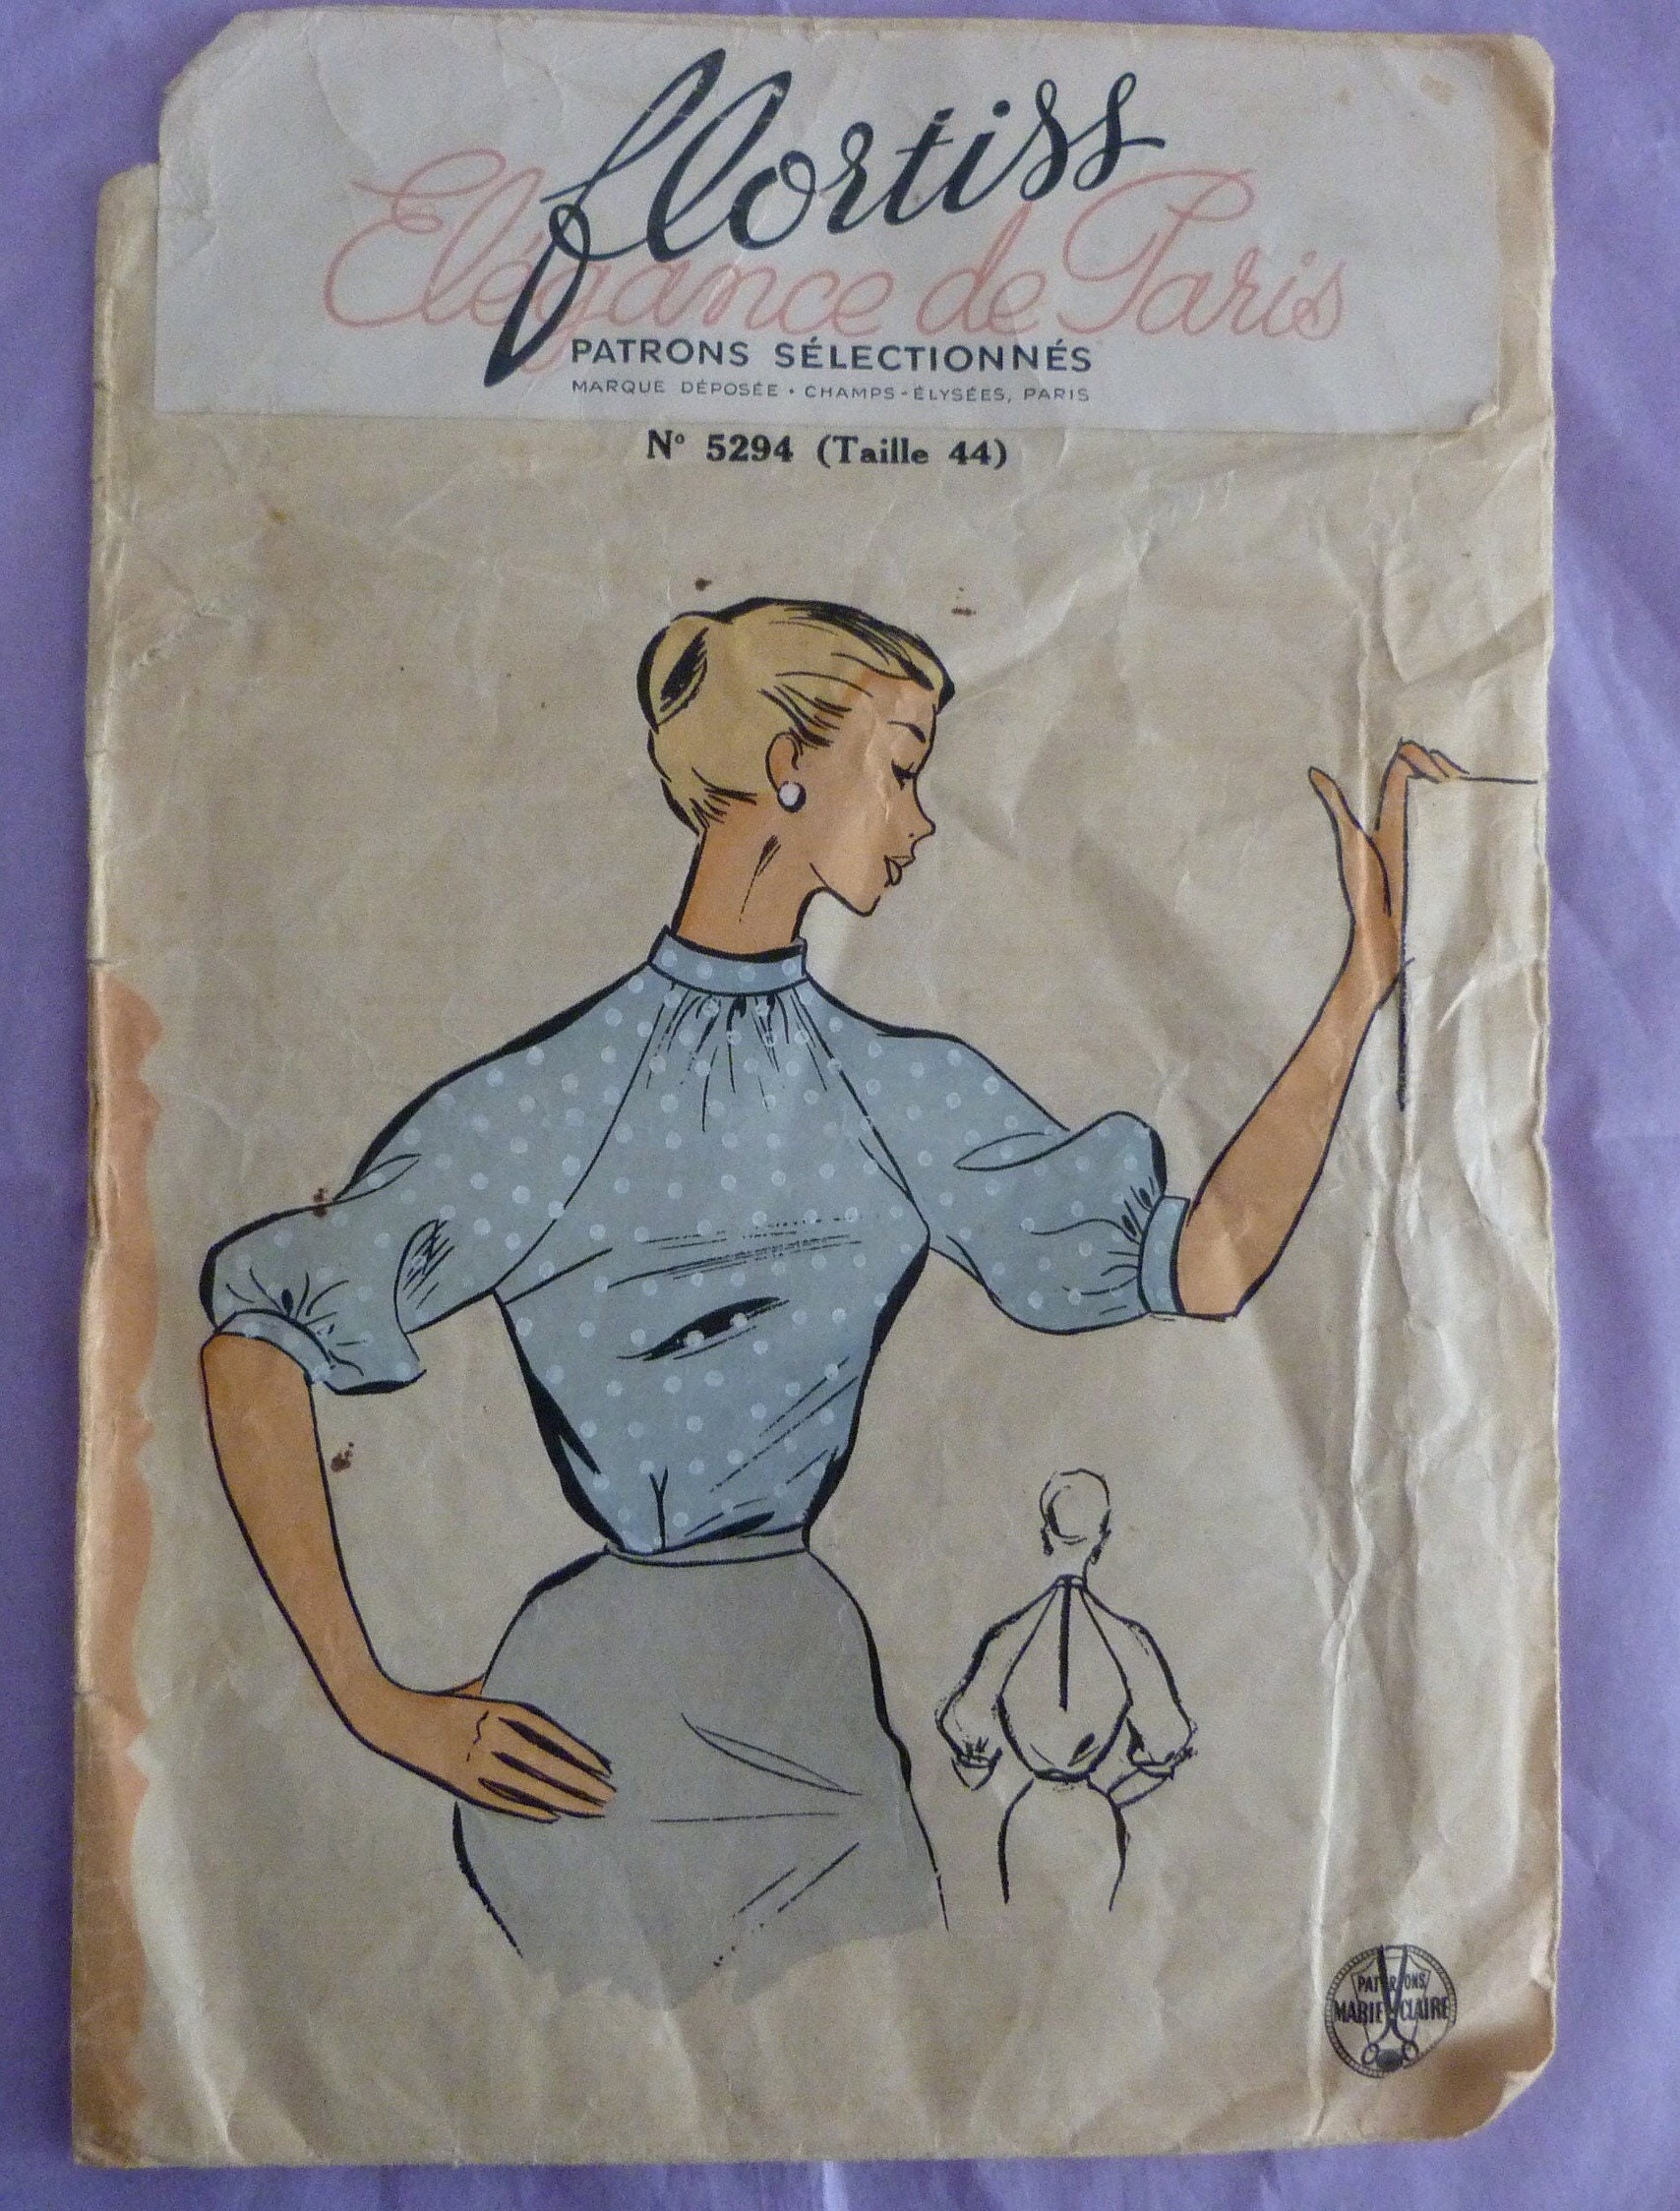 flortiss
Elégance de Paris
PATRONS SÉLECTIONNÉS
MARQUE DÉPOSÉE • CHAMPS-ÉLYSÉES, PARIS
N° 5294 (Taille 44)
PATRONS
MARIE CLAIRE